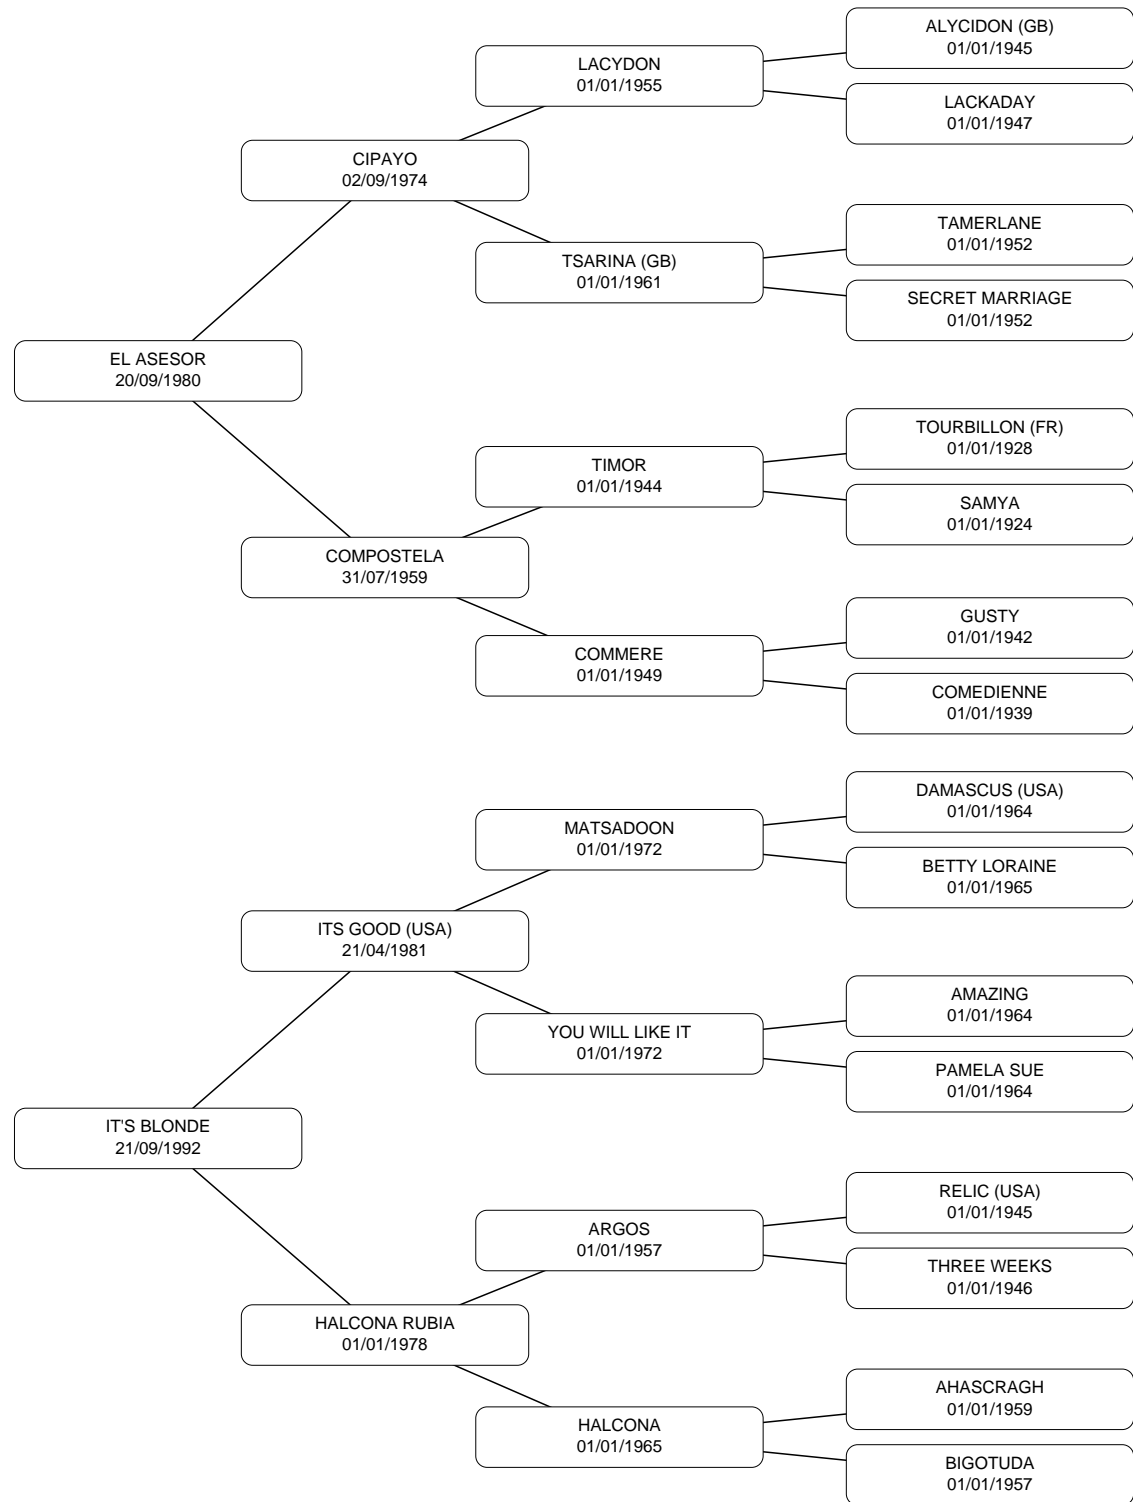 ALYCIDON (GB)
01/01/1945
LACYDON
01/01/1955
LACKADAY
01/01/1947
CIPAYO
02/09/1974
TAMERLANE
01/01/1952
TSARINA (GB)
01/01/1961
SECRET MARRIAGE
01/01/1952
EL ASESOR
20/09/1980
TOURBILLON (FR)
01/01/1928
TIMOR
01/01/1944
SAMYA
01/01/1924
COMPOSTELA
31/07/1959
GUSTY
01/01/1942
COMMERE
01/01/1949
COMEDIENNE
01/01/1939
DAMASCUS (USA)
01/01/1964
MATSADOON
01/01/1972
BETTY LORAINE
01/01/1965
ITS GOOD (USA)
21/04/1981
AMAZING
01/01/1964
YOU WILL LIKE IT
01/01/1972
PAMELA SUE
01/01/1964
IT'S BLONDE
21/09/1992
RELIC (USA)
01/01/1945
ARGOS
01/01/1957
THREE WEEKS
01/01/1946
HALCONA RUBIA
01/01/1978
AHASCRAGH
01/01/1959
HALCONA
01/01/1965
BIGOTUDA
01/01/1957